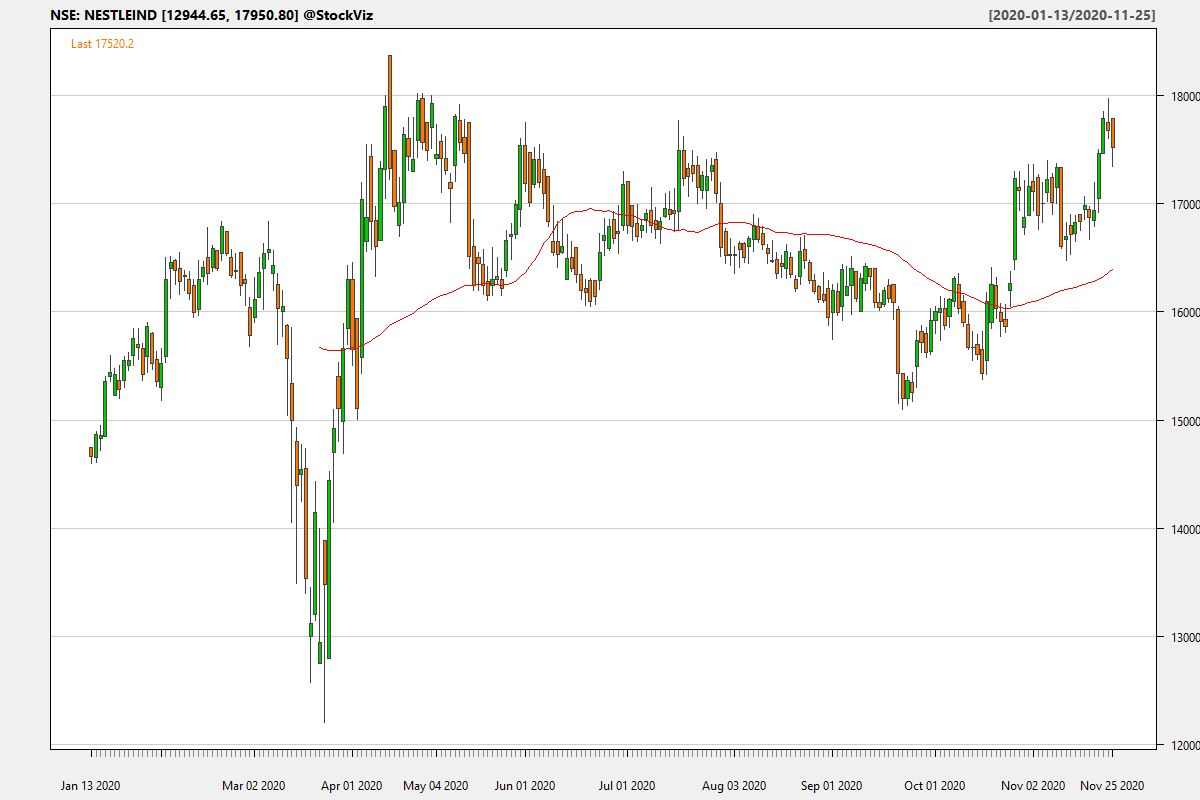 NSE: NESTLEIND [12944.65, 17950.80] @StockViz
[2020-01-13/2020-11-25]
Last 17520.2
18000
17000
16000
15000
14000
13000
12000
Jan 13 2020
Mar 02 2020
Apr 01 2020
May 04 2020
Jun 01 2020
Jul 01 2020
Aug 03 2020
Sep 01 2020
Oct 01 2020
Nov 02 2020
Nov 25 2020